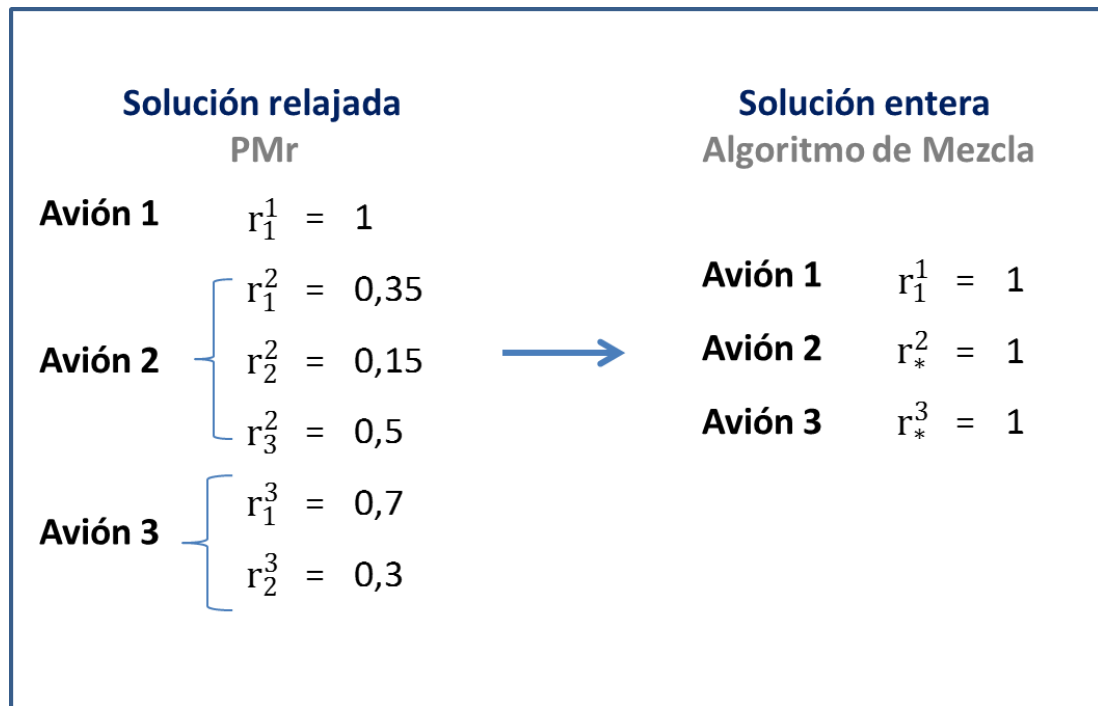 Solución relajada
PMr
Avión 1 r₁¹ = 1
r₁² = 0,35
Avión 2 r₂² = 0,15
r₃² = 0,5
r₁³ = 0,7
Avión 3
r₂³ = 0,3
Solución entera
Algoritmo de Mezcla
Avión 1 r₁¹ = 1
Avión 2 r˳² = 1
Avión 3 r˳³ = 1